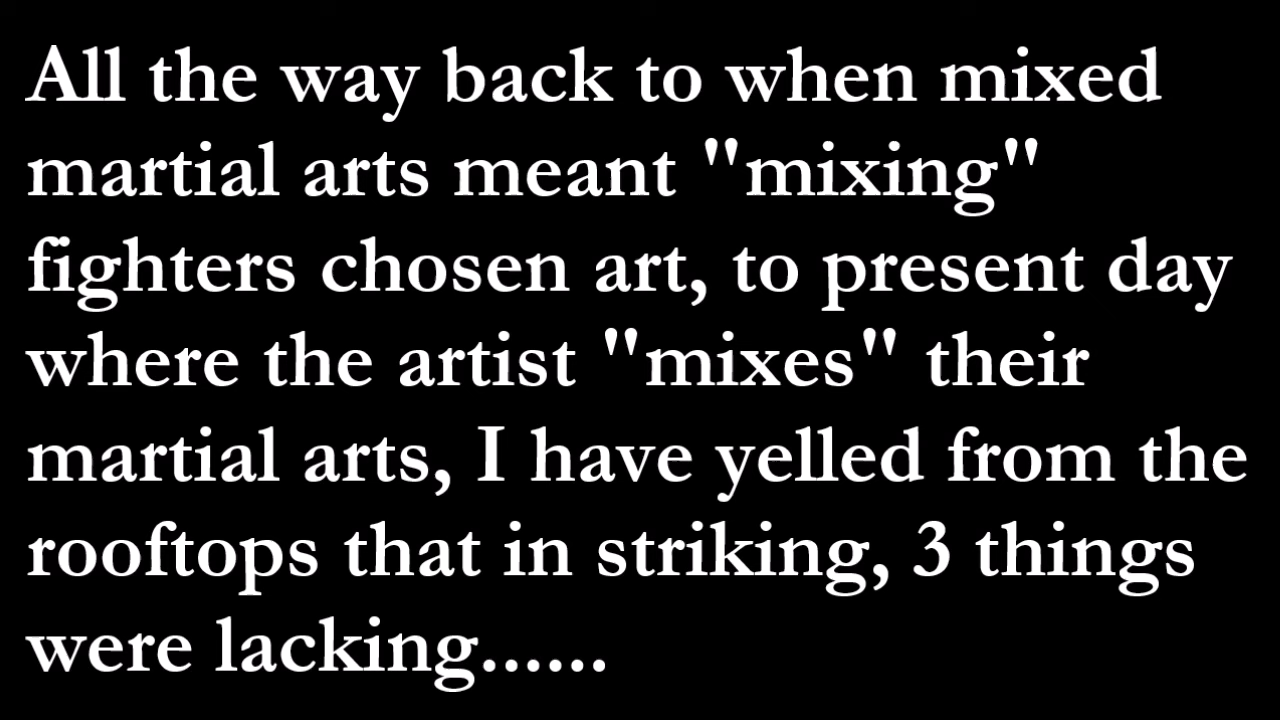 All the way back to when mixed
martial arts meant "mixing"
fighters chosen art, to present day
where the artist "mixes" their
martial arts, I have yelled from the
rooftops that in striking, 3 things
were lacking......